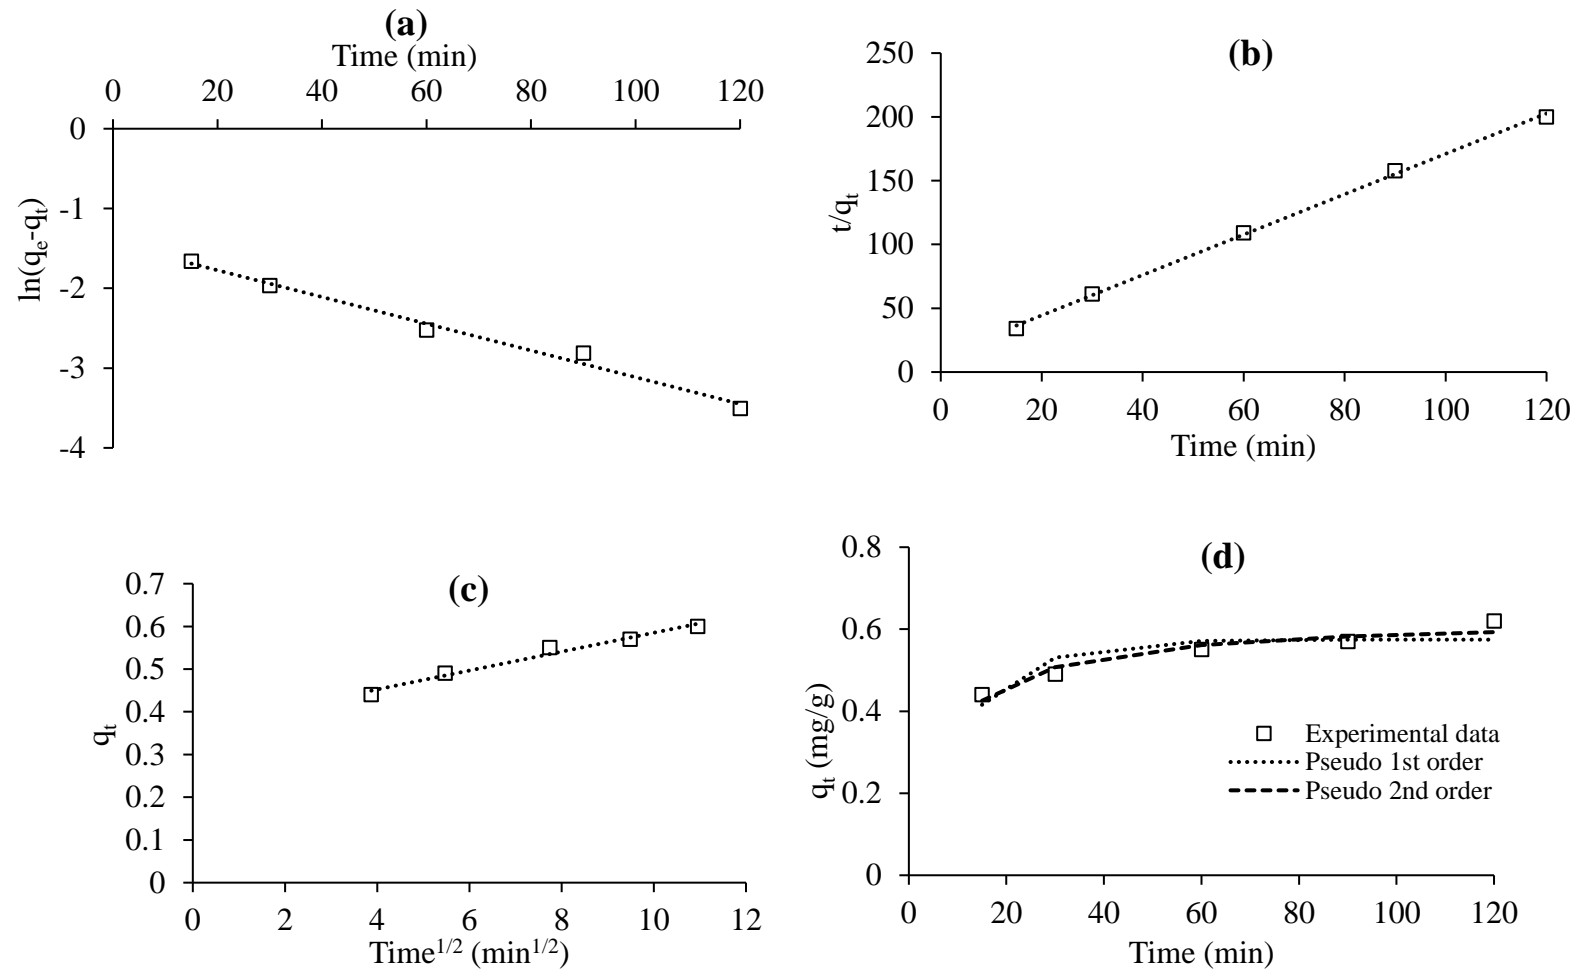 (a)
Time (min)
0 20 40 60 80 100 120
0
-1
-2
-3
-4
ln(qe-qt)
(b)
250
200
150
100
50
0
t/qt
0 20 40 60 80 100 120
Time (min)
(c)
0.7
0.6
0.5
0.4
0.3
0.2
0.1
0
qt
0 2 4 6 8 10 12
Time1/2 (min1/2)
(d)
0.8
0.6
0.4
0.2
0
qt (mg/g)
Experimental data
Pseudo 1st order
Pseudo 2nd order
0 20 40 60 80 100 120
Time (min)